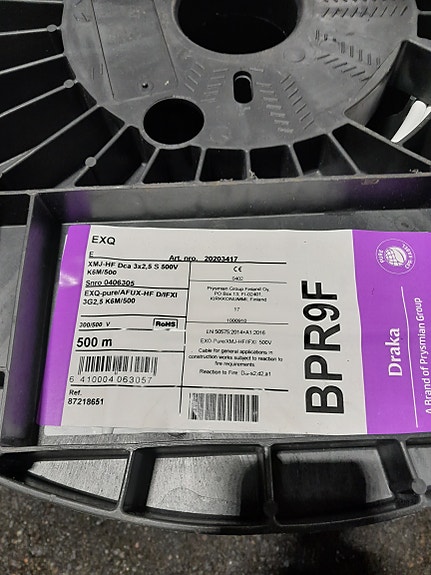 EXQ
E
Art. nro. 20203417
XMJ-HF Dca 3x2,5 S 500V
K6M/500
Snro 0406305
EXQ-pure/AFUX-HF D/IFXI
3G2,5 K6M/500
300/500 V
RoHS
500 m
6 410004 063057
Ref.
87218651
CE
0402
Prysmian Group Finland Oy,
PO Box 13, FI-02401,
KIRKKONUMMI, Finland
17
EN 50575:2014+A1:2016
EXQ-Pure/XMJ-HF/IFXI 500V
Cable for general applications in
construction works subject to reaction to
fire requirements
Reaction to Fire: Dca-s2,d2,a1
BPR9F
Draka
A Brand of Prysmian Group